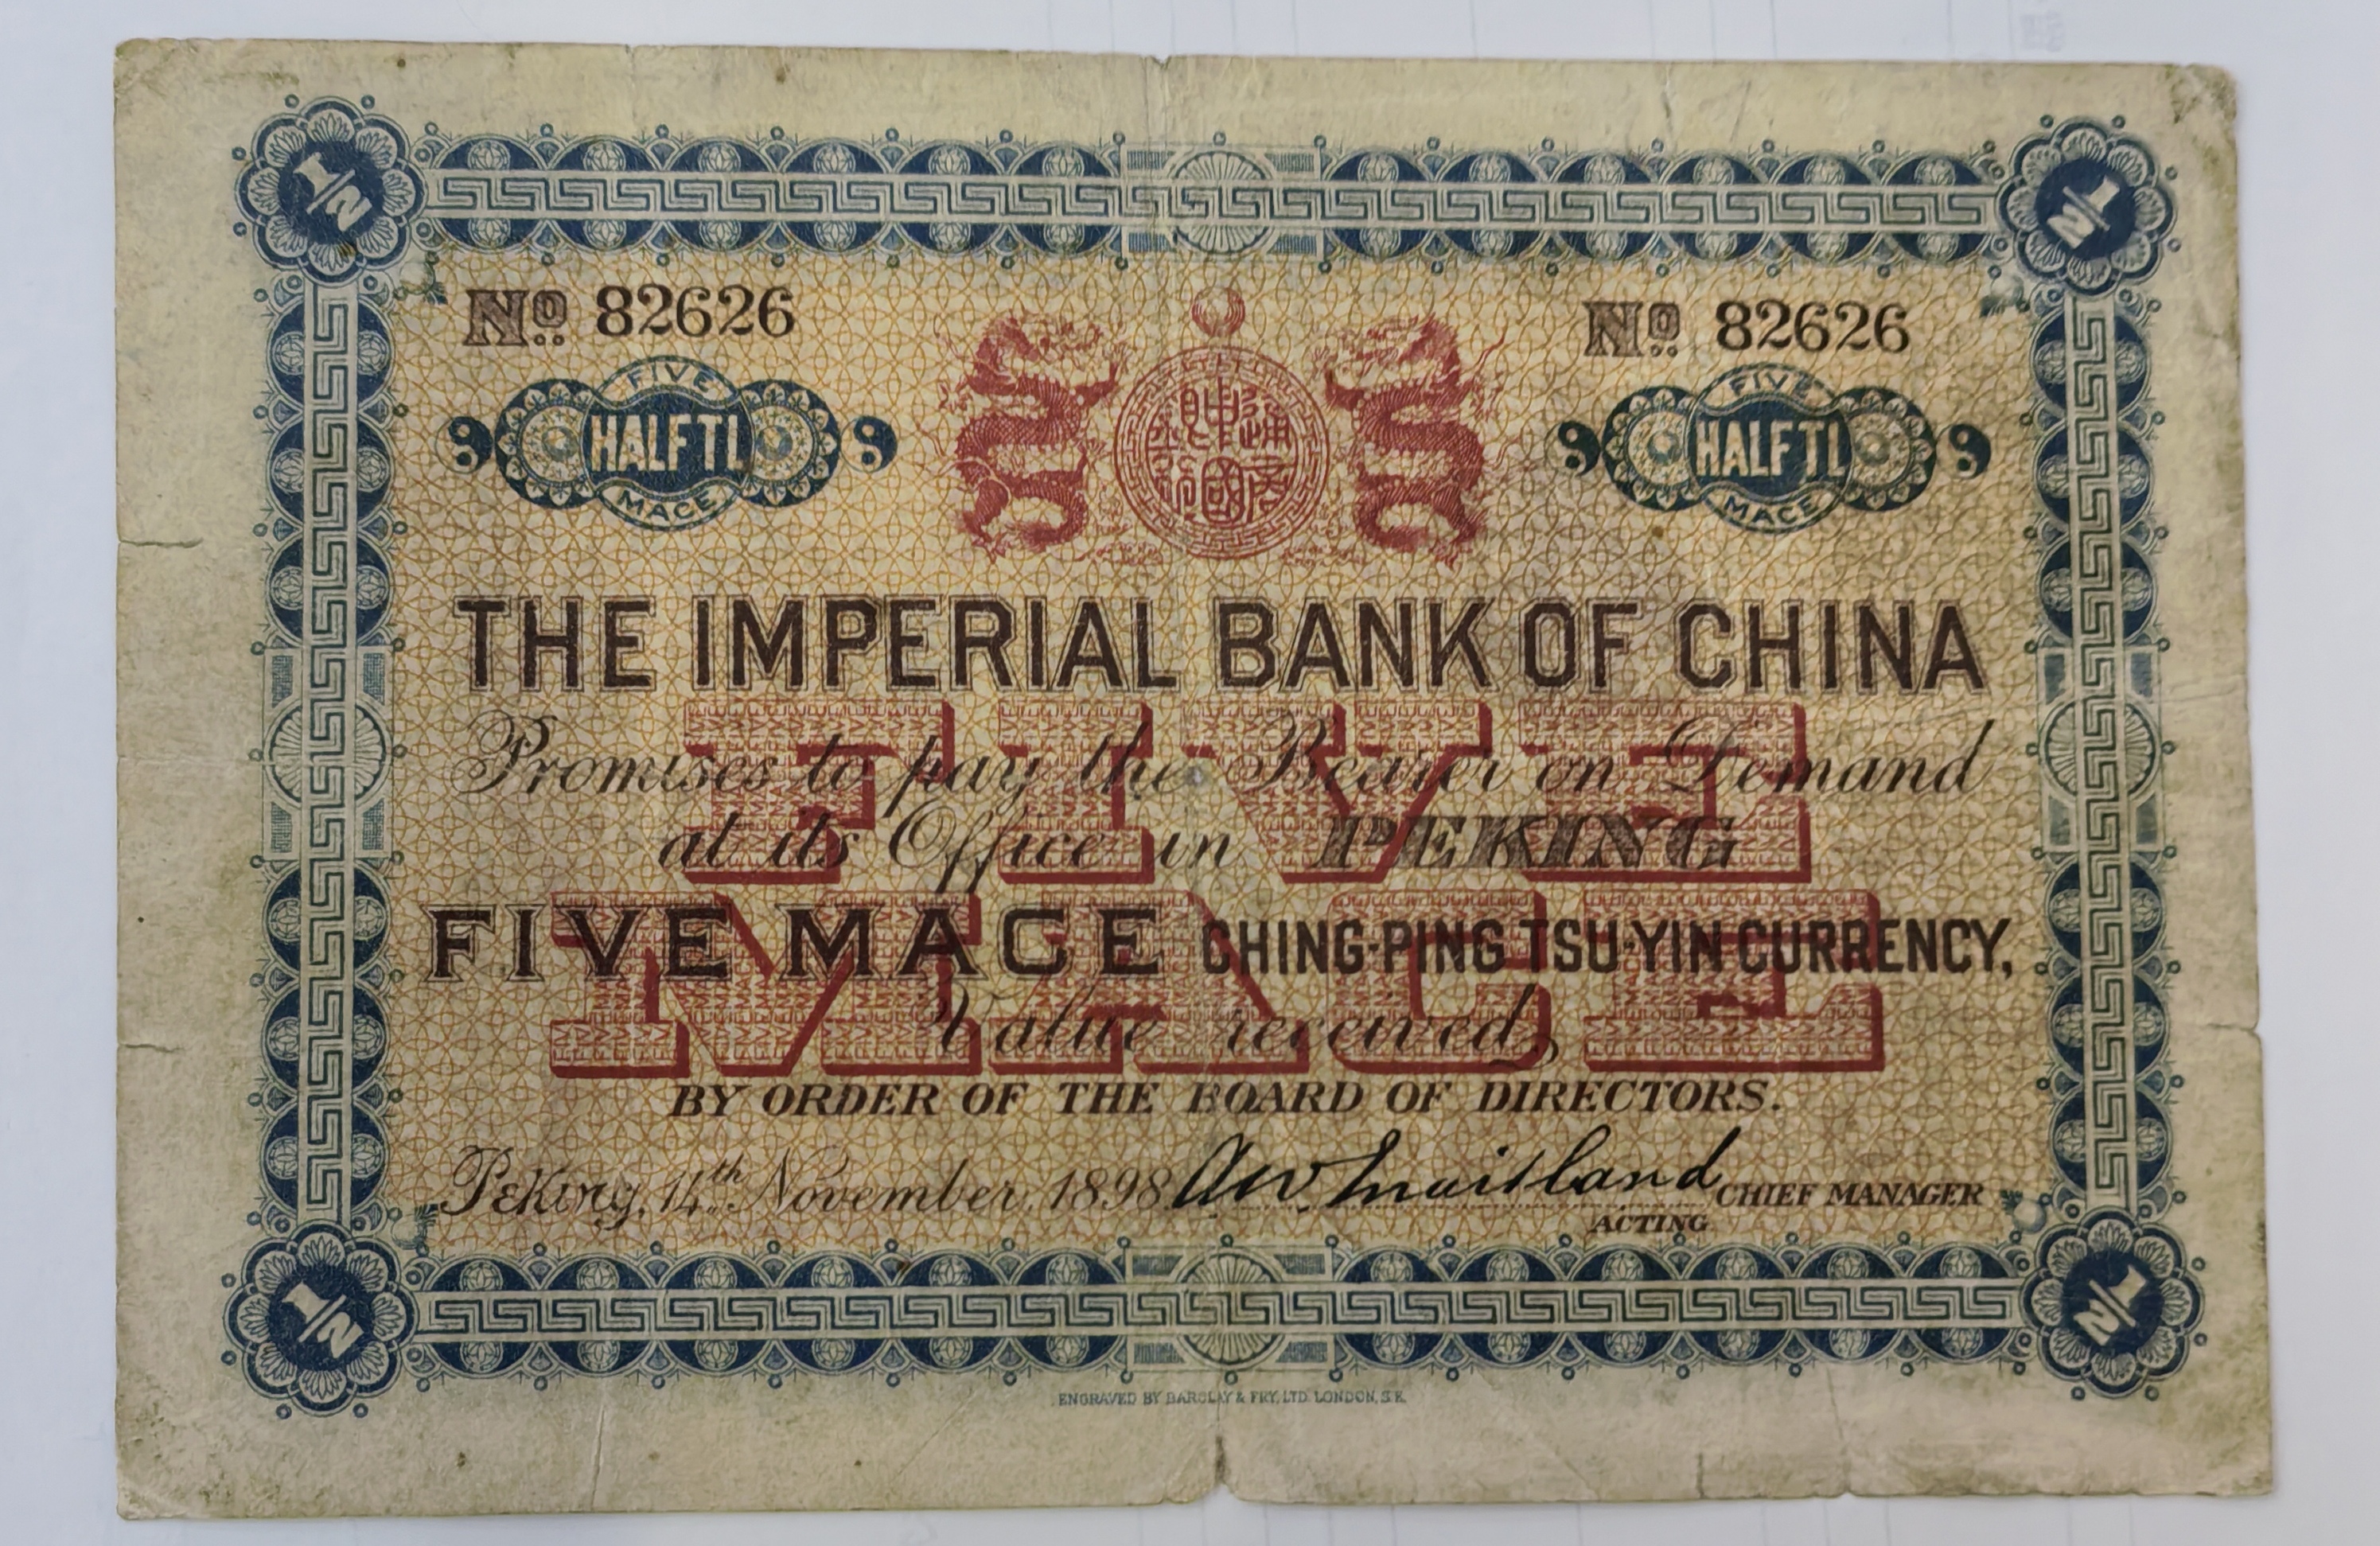 1/2
1/2
No. 82626
No. 82626
FIVE
HALF TL
MACE
FIVE
HALF TL
MACE
THE IMPERIAL BANK OF CHINA
FIVE
Promises to pay the Bearer on Demand
at its Office in PEKING
MACE
FIVE MACE CHING-PING TSU-YIN CURRENCY,
Value received,
BY ORDER OF THE BOARD OF DIRECTORS.
Peking, 14th November, 1898 A W Maitland CHIEF MANAGER
ACTING
1/2
1/2
ENGRAVED BY BARCLAY & FRY, LTD. LONDON, S.E.